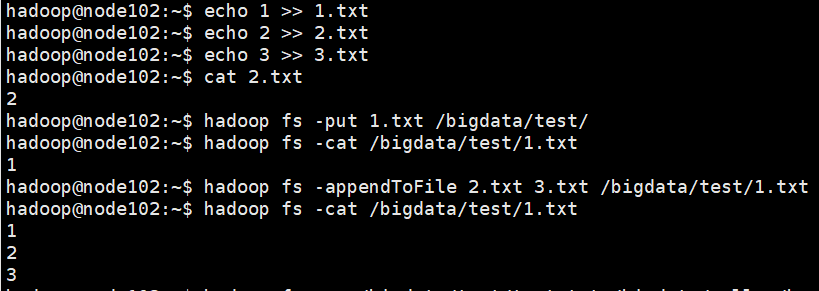 hadoop@node102:~$ echo 1 >> 1.txt
hadoop@node102:~$ echo 2 >> 2.txt
hadoop@node102:~$ echo 3 >> 3.txt
hadoop@node102:~$ cat 2.txt
2
hadoop@node102:~$ hadoop fs -put 1.txt /bigdata/test/
hadoop@node102:~$ hadoop fs -cat /bigdata/test/1.txt
1
hadoop@node102:~$ hadoop fs -appendToFile 2.txt 3.txt /bigdata/test/1.txt
hadoop@node102:~$ hadoop fs -cat /bigdata/test/1.txt
1
2
3